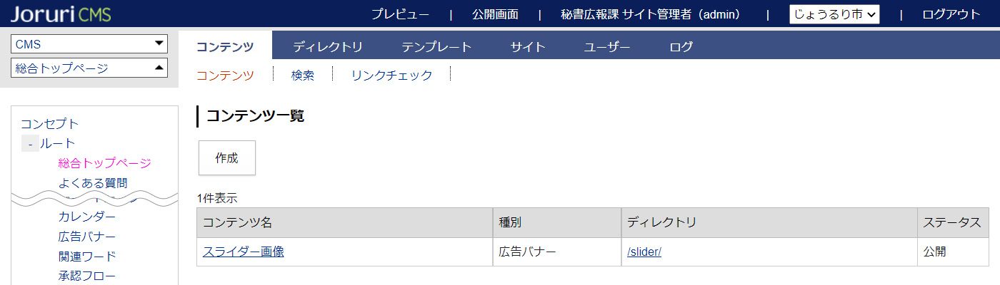 Joruri CMS プレビュー | 公開画面 | 秘書広報課 サイト管理者（admin） | じょうるり市 | ログアウト
CMS コンテンツ ディレクトリ テンプレート サイト ユーザー ログ
総合トップページ コンテンツ 検索 リンクチェック
コンテンツ一覧
コンセプト
- ルート
作成
総合トップページ
よくある質問
1件表示
カレンダー
コンテンツ名 種別 ディレクトリ ステータス
広告バナー
スライダー画像 広告バナー /slider/ 公開
関連ワード
承認フロー